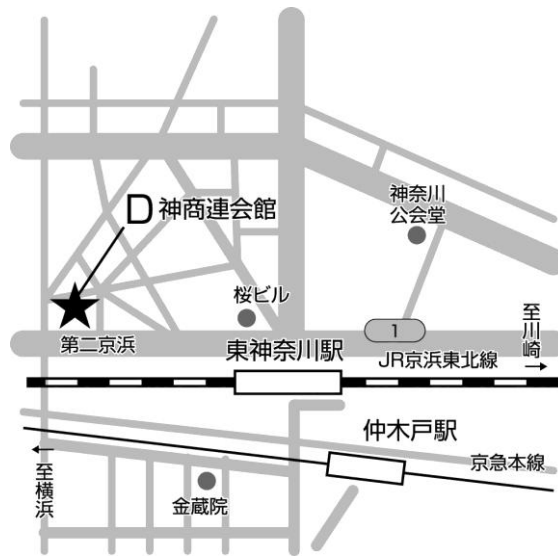 D 神商連会館
神奈川
公会堂
桜ビル
第二京浜
1
至川崎
東神奈川駅
JR京浜東北線
仲木戸駅
京急本線
至横浜
金蔵院